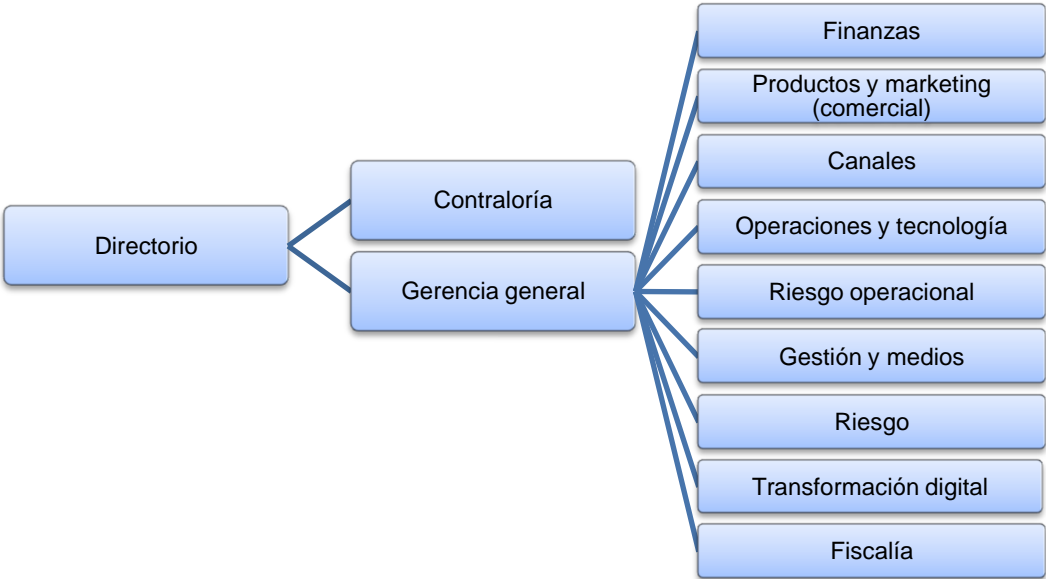 Directorio
Contraloría
Gerencia general
Finanzas
Productos y marketing
(comercial)
Canales
Operaciones y tecnología
Riesgo operacional
Gestión y medios
Riesgo
Transformación digital
Fiscalía